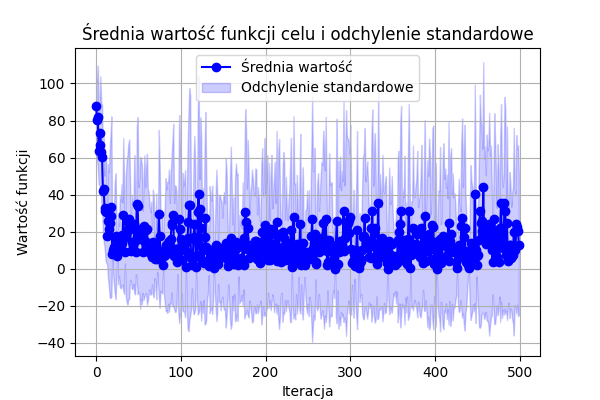 Średnia wartość funkcji celu i odchylenie standardowe
Średnia wartość
Odchylenie standardowe
Wartość funkcji
100
80
60
40
20
0
−20
−40
0
100
200
300
400
500
Iteracja